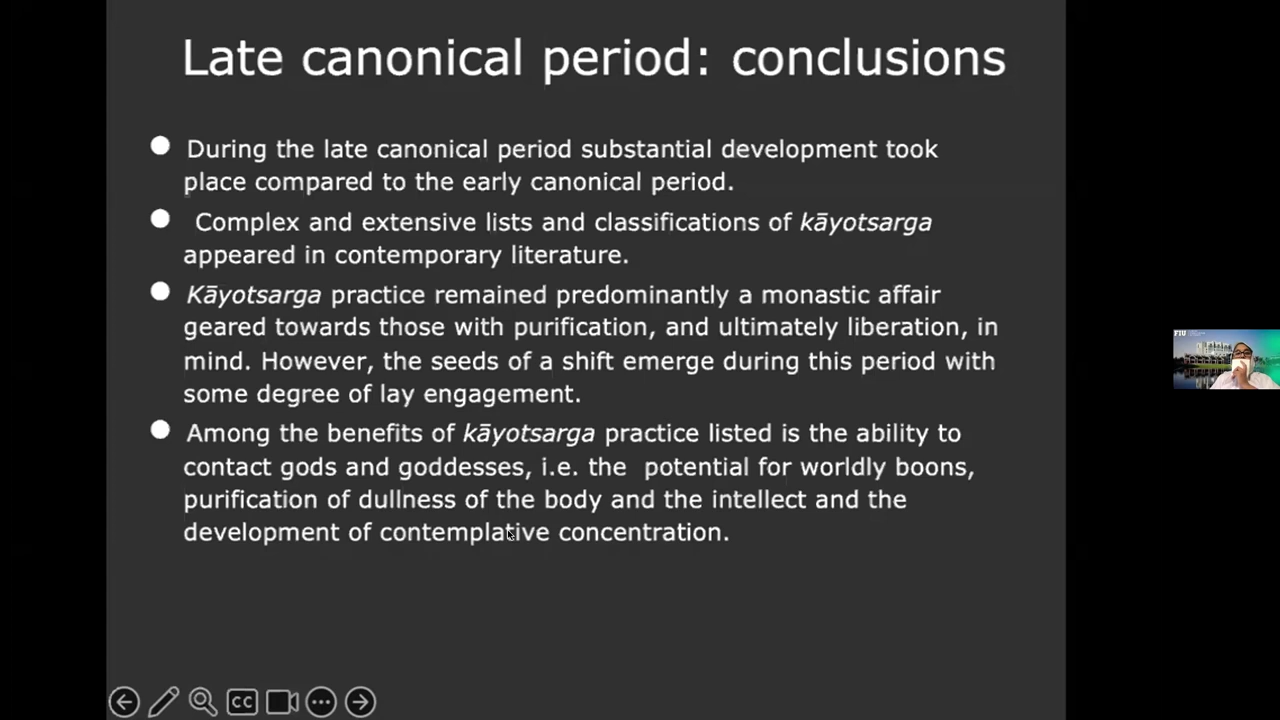 Late canonical period: conclusions
● During the late canonical period substantial development took
place compared to the early canonical period.
● Complex and extensive lists and classifications of kāyotsarga
appeared in contemporary literature.
● Kāyotsarga practice remained predominantly a monastic affair
geared towards those with purification, and ultimately liberation, in
mind. However, the seeds of a shift emerge during this period with
some degree of lay engagement.
● Among the benefits of kāyotsarga practice listed is the ability to
contact gods and goddesses, i.e. the potential for worldly boons,
purification of dullness of the body and the intellect and the
development of contemplative concentration.
FIU
CC